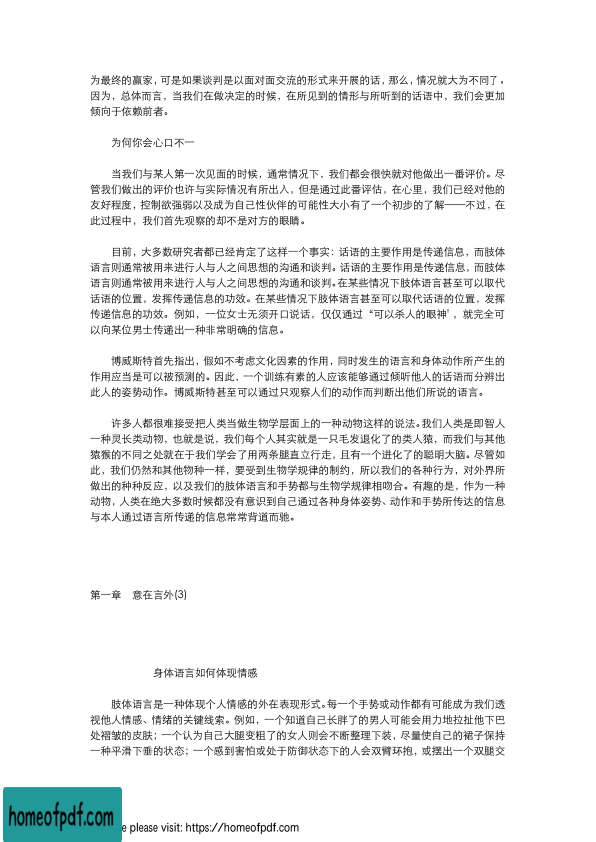 为最终的赢家，可是如果谈判是以面对面交流的形式来开展的话，那么，情况就大为不同了。
因为，总体而言，当我们在做决定的时候，在所见到的情形与所听到的话语中，我们会更加
倾向于依赖前者。
为何你会心口不一
当我们与某人第一次见面的时候，通常情况下，我们都会很快就对他做出一番评价。尽
管我们做出的评价也许与实际情况有所出入，但是通过此番评估，在心里，我们已经对他的
友好程度，控制欲强弱以及成为自己性伙伴的可能性大小有了一个初步的了解——不过，在
此过程中，我们首先观察的却不是对方的眼睛。
目前，大多数研究者都已经肯定了这样一个事实：话语的主要作用是传递信息，而肢体
语言则通常被用来进行人与人之间思想的沟通和谈判。话语的主要作用是传递信息，而肢体
语言则通常被用来进行人与人之间思想的沟通和谈判。在某些情况下肢体语言甚至可以取代
话语的位置，发挥传递信息的功效。在某些情况下肢体语言甚至可以取代话语的位置，发挥
传递信息的功效。例如，一位女士无须开口说话，仅仅通过“可以杀人的眼神'，就完全可
以向某位男士传递出一种非常明确的信息。
博威斯特首先指出，假如不考虑文化因素的作用，同时发生的语言和身体动作所产生的
作用应当是可以被预测的。因此，一个训练有素的人应该能够通过倾听他人的话语而分辨出
此人的姿势动作。博威斯特甚至可以通过只观察人们的动作而判断出他们所说的语言。
许多人都很难接受把人类当做生物学层面上的一种动物这样的说法。我们人类是即智人
一种灵长类动物，也就是说，我们每个人其实就是一只毛发退化了的类人猿，而我们与其他
猿猴的不同之处就在于我们学会了用两条腿直立行走，且有一个进化了的聪明大脑。尽管如
此，我们仍然和其他物种一样，要受到生物学规律的制约，所以我们的各种行为，对外界所
做出的种种反应，以及我们的肢体语言和手势都与生物学规律相吻合。有趣的是，作为一种
动物，人类在绝大多数时候都没有意识到自己通过各种身体姿势、动作和手势所传达的信息
与本人通过语言所传递的信息常常背道而驰。
第一章　意在言外(3)
身体语言如何体现情感
肢体语言是一种体现个人情感的外在表现形式。每一个手势或动作都有可能成为我们透
视他人情感、情绪的关键线索。例如，一个知道自己长胖了的男人可能会用力地拉扯他下巴
处褶皱的皮肤；一个认为自己大腿变粗了的女人则会不断整理下装，尽量使自己的裙子保持
一种平滑下垂的状态；一个感到害怕或处于防御状态下的人会双臂环抱，或摆出一个双腿交
homeofpdf.com
e please visit: https://homeofpdf.com